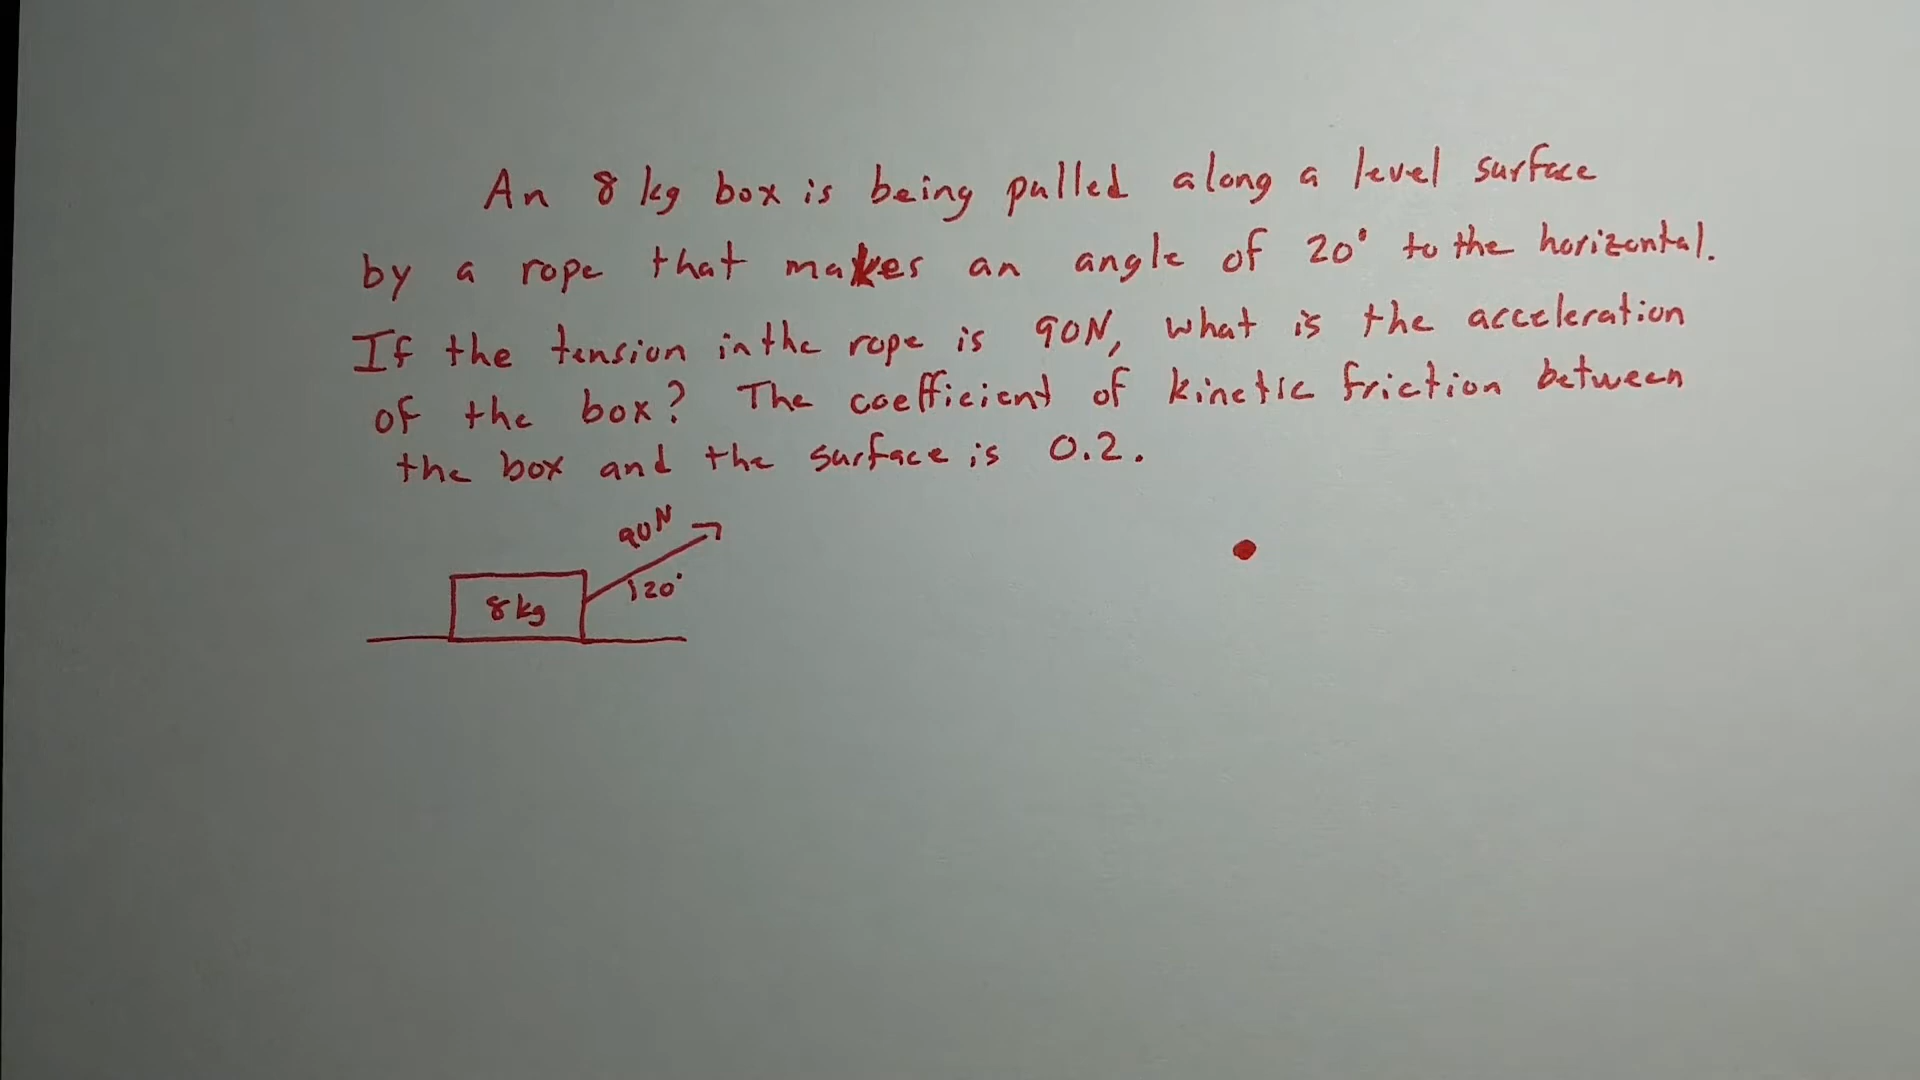 An 8 kg box is being pulled along a level surface
by a rope that makes an angle of 20° to the horizontal.
If the tension in the rope is 90N, what is the acceleration
of the box? The coefficient of kinetic friction between
the box and the surface is 0.2.
90N
20°
8kg